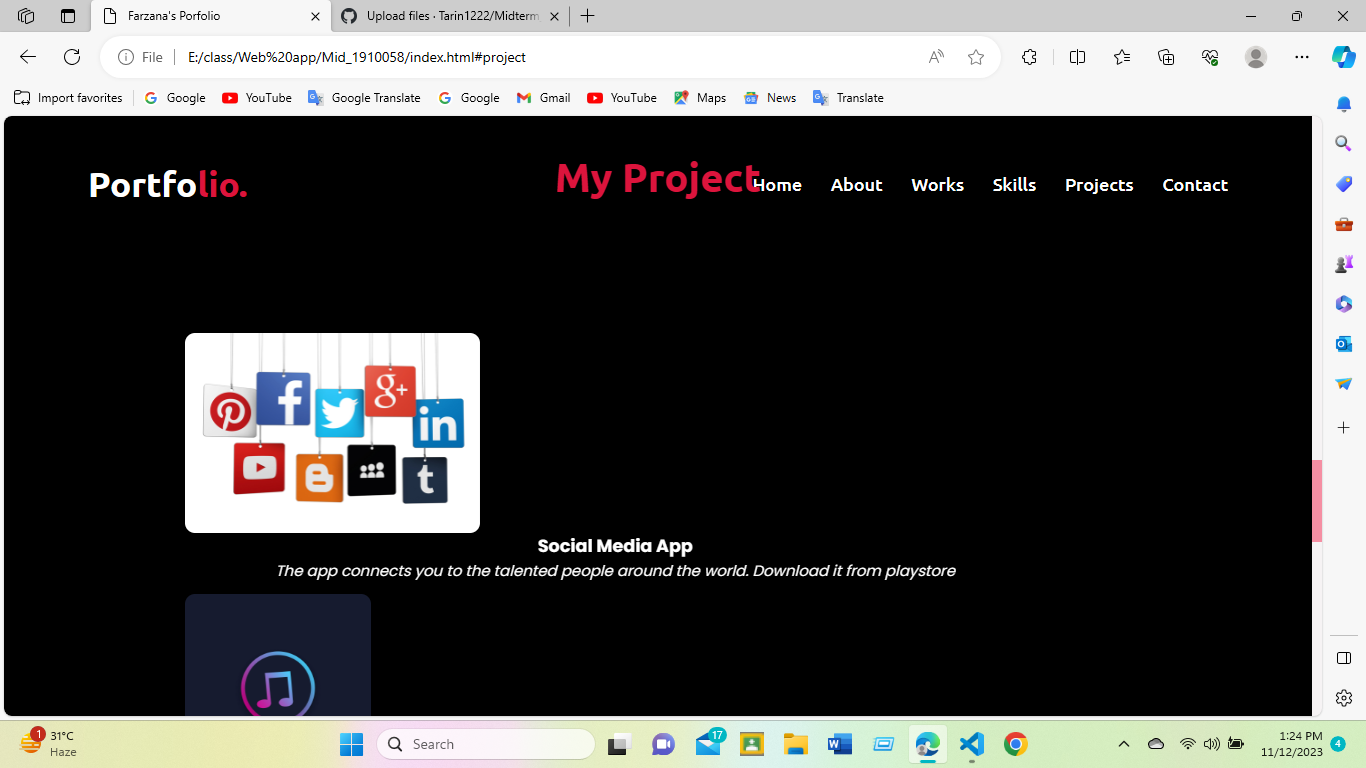 Farzana's Porfolio
Upload files · Tarin1222/Midterm
File
E:/class/Web%20app/Mid_1910058/index.html#project
Import favorites
Google
YouTube
Google Translate
Google
Gmail
YouTube
Maps
News
Translate
Portfolio.
My Project
Home
About
Works
Skills
Projects
Contact
g+
in
t
Social Media App
The app connects you to the talented people around the world. Download it from playstore
1
31°C
Haze
Search
17
1:24 PM
11/12/2023
4